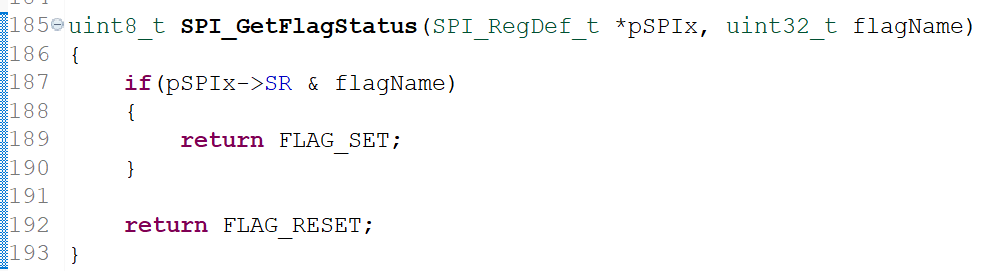 185 uint8_t SPI_GetFlagStatus(SPI_RegDef_t *pSPIx, uint32_t flagName)
186 {
187     if(pSPIx->SR & flagName)
188     {
189         return FLAG_SET;
190     }
191
192     return FLAG_RESET;
193 }